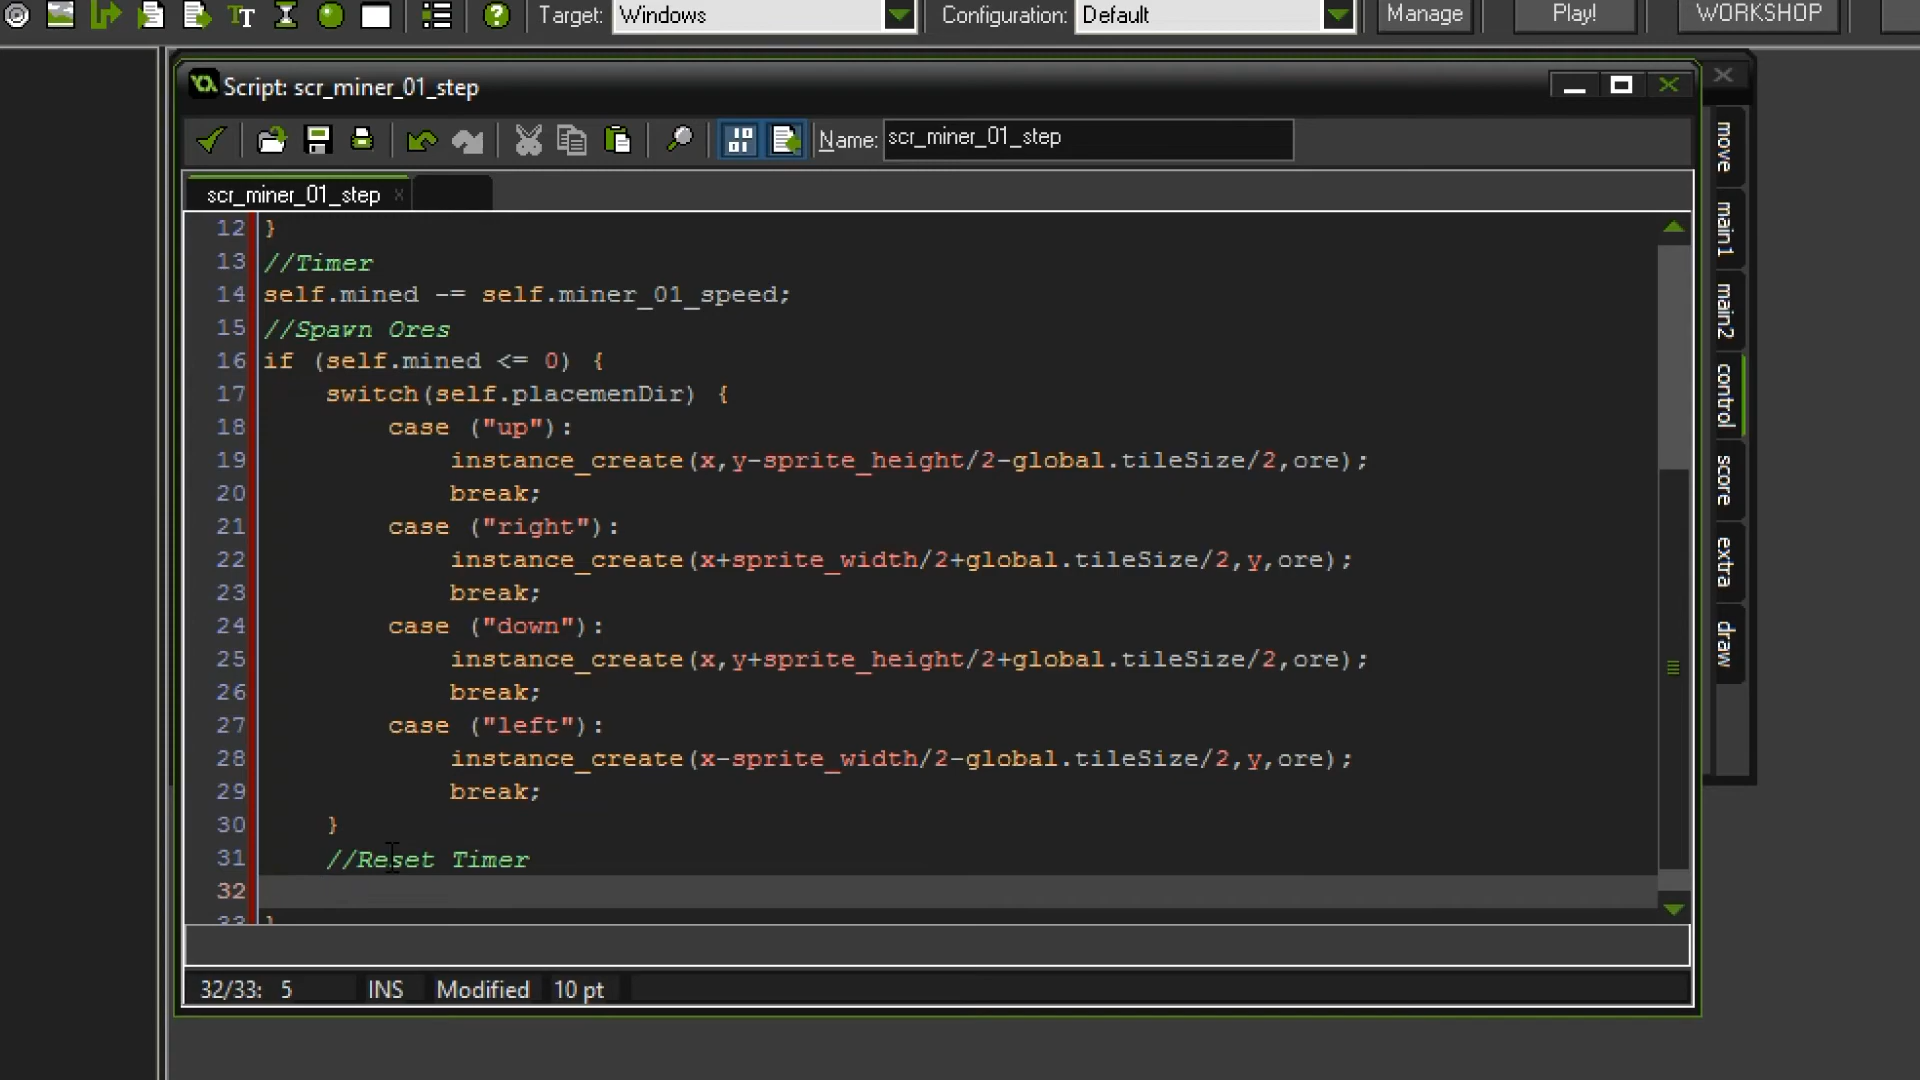 Target: Windows Configuration: Default Manage Play! WORKSHOP
Script: scr_miner_01_step
Name: scr_miner_01_step
scr_miner_01_step x
12 }
13 //Timer
14 self.mined -= self.miner_01_speed;
15 //Spawn Ores
16 if (self.mined <= 0) {
17 switch(self.placemenDir) {
18 case ("up"):
19 instance_create(x,y-sprite_height/2-global.tileSize/2,ore);
20 break;
21 case ("right"):
22 instance_create(x+sprite_width/2+global.tileSize/2,y,ore);
23 break;
24 case ("down"):
25 instance_create(x,y+sprite_height/2+global.tileSize/2,ore);
26 break;
27 case ("left"):
28 instance_create(x-sprite_width/2-global.tileSize/2,y,ore);
29 break;
30 }
31 //Reset Timer
32
33 }
32/33: 5 INS Modified 10 pt
move
main1
main2
control
score
extra
draw